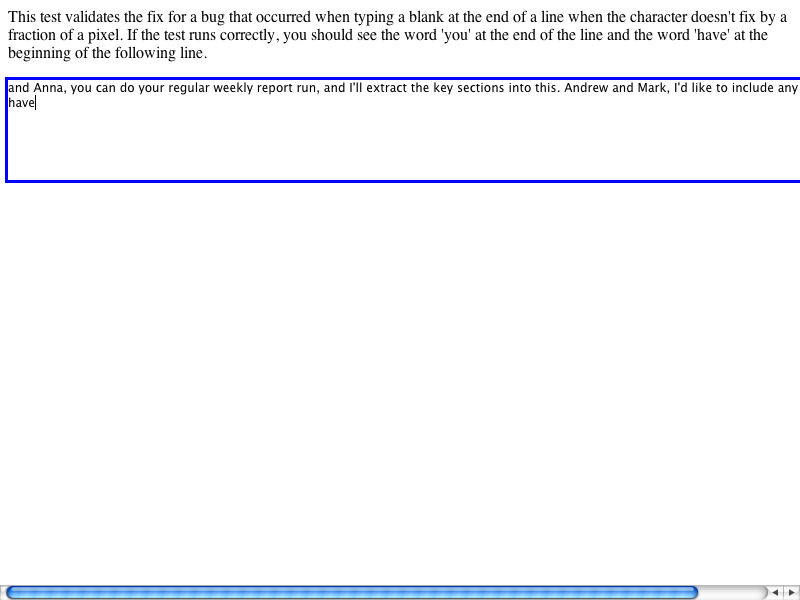 This test validates the fix for a bug that occurred when typing a blank at the end of a line when the character doesn't fix by a
fraction of a pixel. If the test runs correctly, you should see the word 'you' at the end of the line and the word 'have' at the
beginning of the following line.
and Anna, you can do your regular weekly report run, and I'll extract the key sections into this. Andrew and Mark, I'd like to include any
have